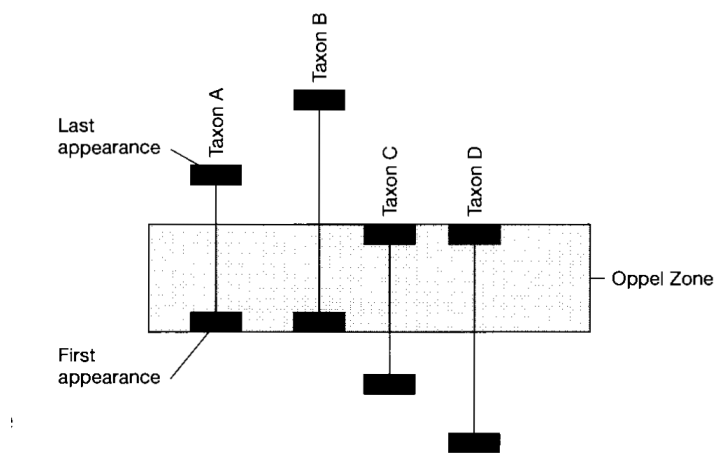 Taxon B
Taxon A
Last
appearance
Taxon C
Taxon D
Oppel Zone
First
appearance